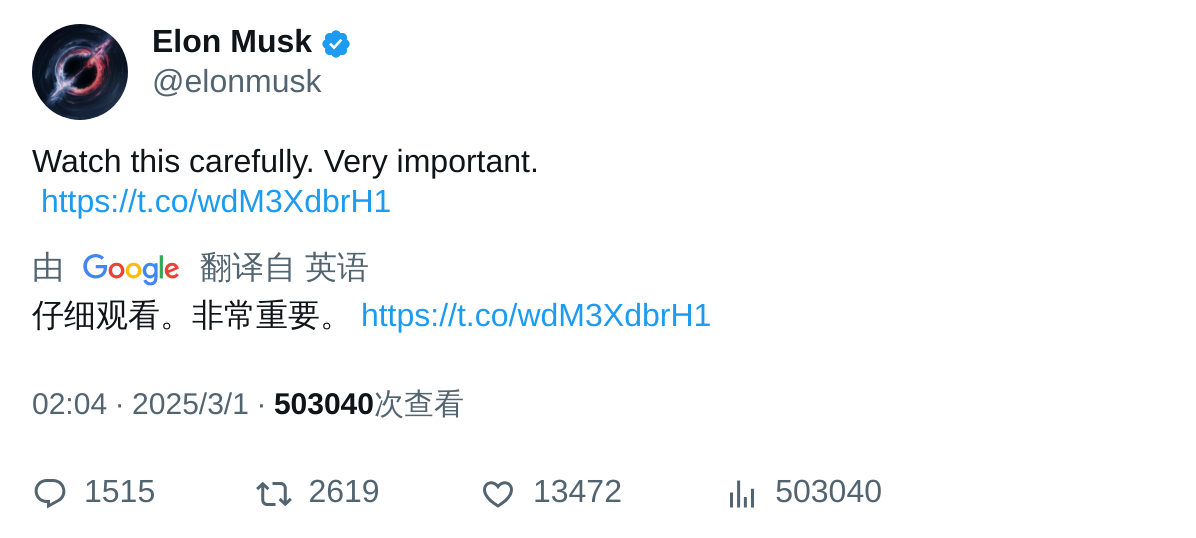 Elon Musk
@elonmusk
Watch this carefully. Very important.
https://t.co/wdM3XdbrH1
由 Google 翻译自 英语
仔细观看。非常重要。 https://t.co/wdM3XdbrH1
02:04 · 2025/3/1 · 503040次查看
1515 2619 13472 503040